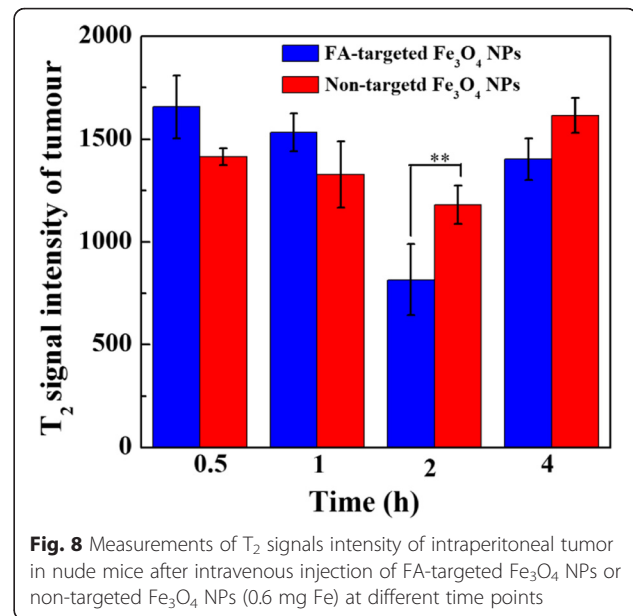 2000
1500
1000
500
0
T₂ signal intensity of tumour
FA-targeted Fe₃O₄ NPs
Non-targetd Fe₃O₄ NPs
**
0.5 1 2 4
Time (h)
Fig. 8 Measurements of T₂ signals intensity of intraperitoneal tumor
in nude mice after intravenous injection of FA-targeted Fe₃O₄ NPs or
non-targeted Fe₃O₄ NPs (0.6 mg Fe) at different time points